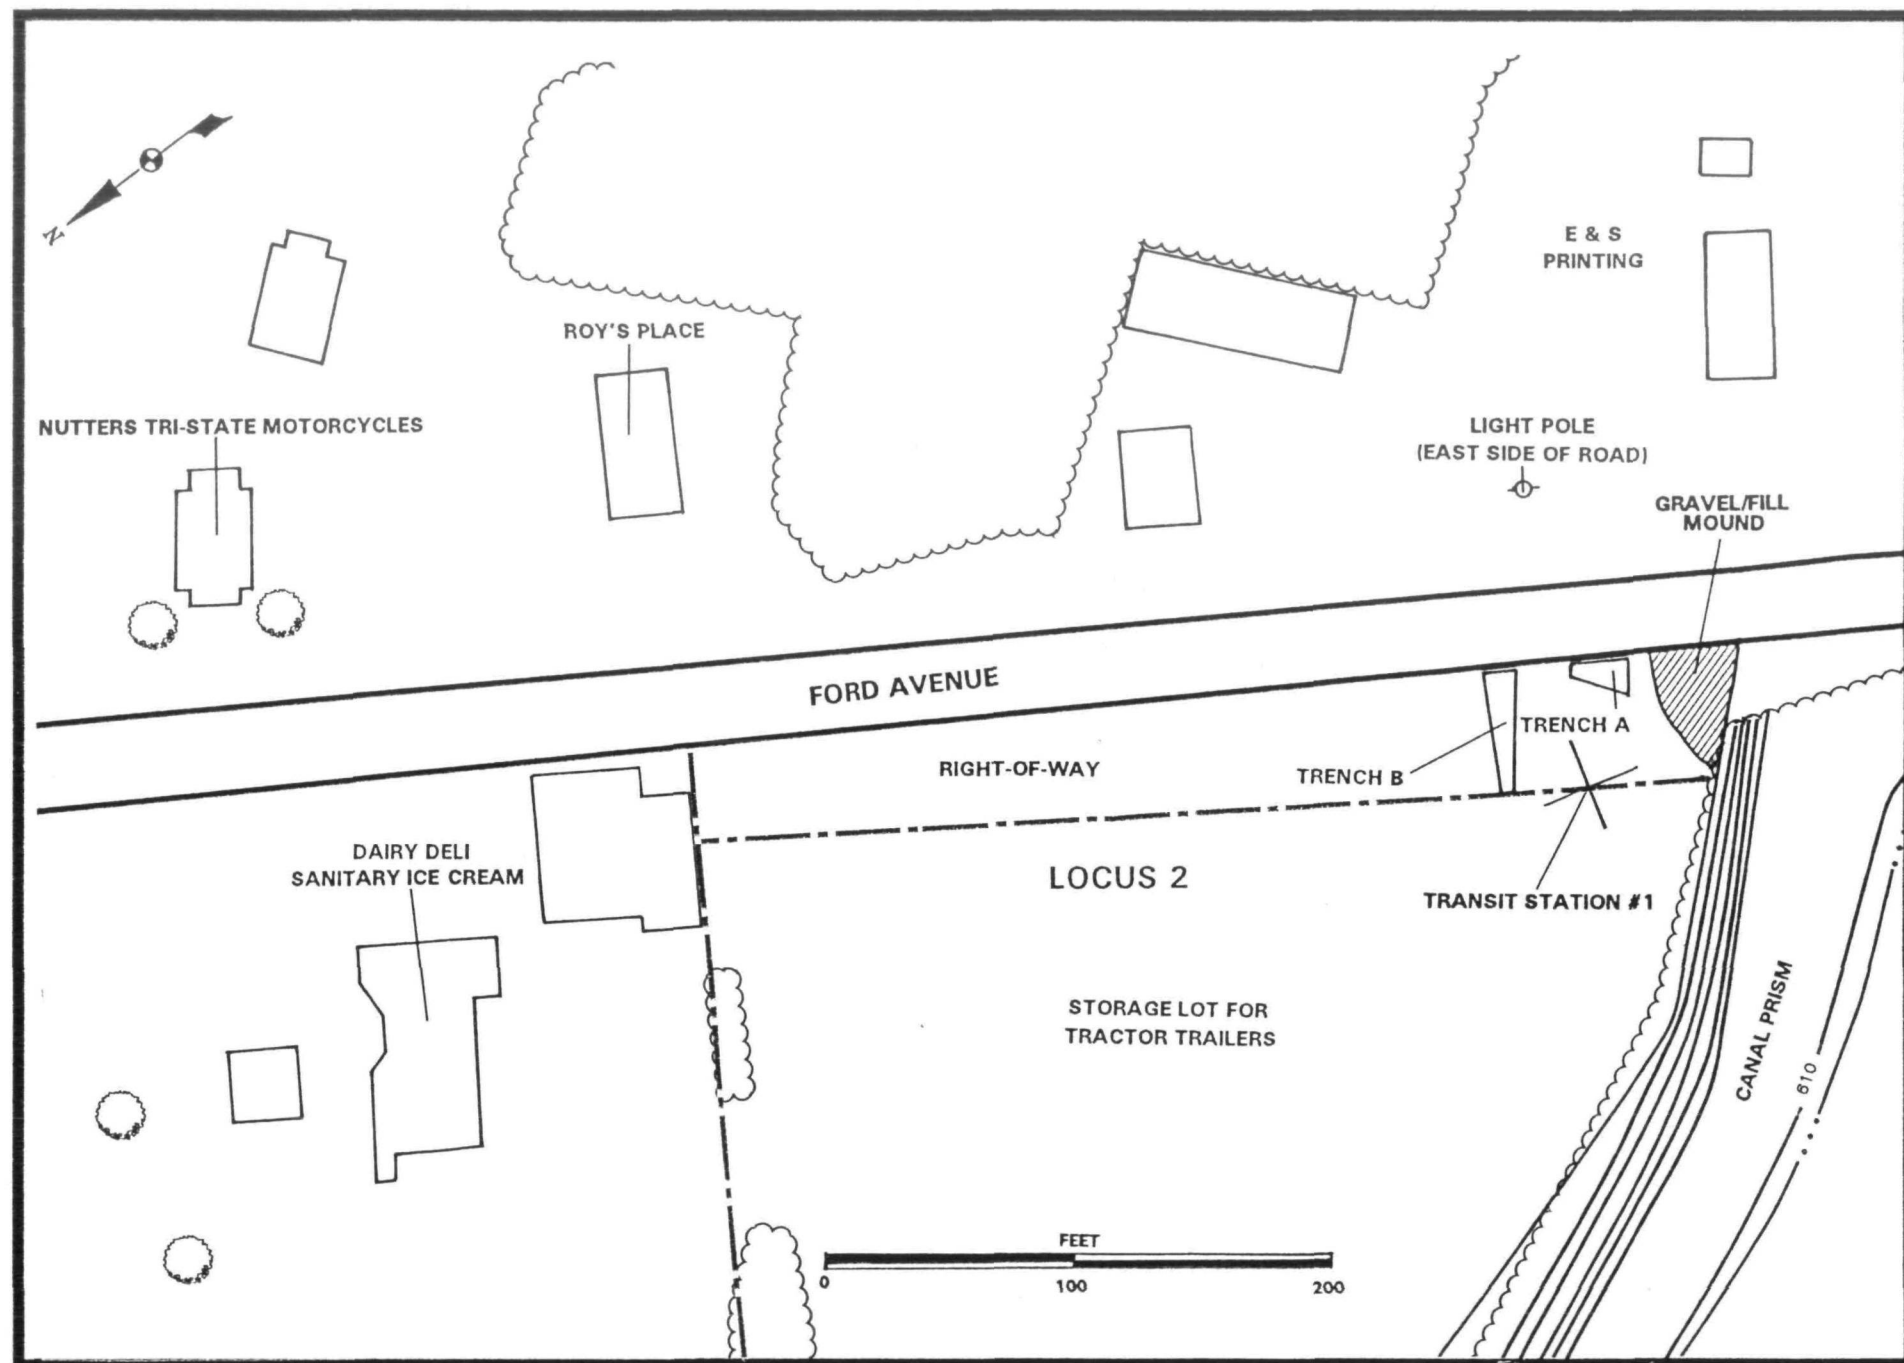 N
E & S
PRINTING
ROY'S PLACE
NUTTERS TRI-STATE MOTORCYCLES
LIGHT POLE
(EAST SIDE OF ROAD)
GRAVEL/FILL
MOUND
FORD AVENUE
TRENCH A
RIGHT-OF-WAY
TRENCH B
DAIRY DELI
SANITARY ICE CREAM
LOCUS 2
TRANSIT STATION #1
STORAGE LOT FOR
TRACTOR TRAILERS
CANAL PRISM
610
FEET
0 100 200